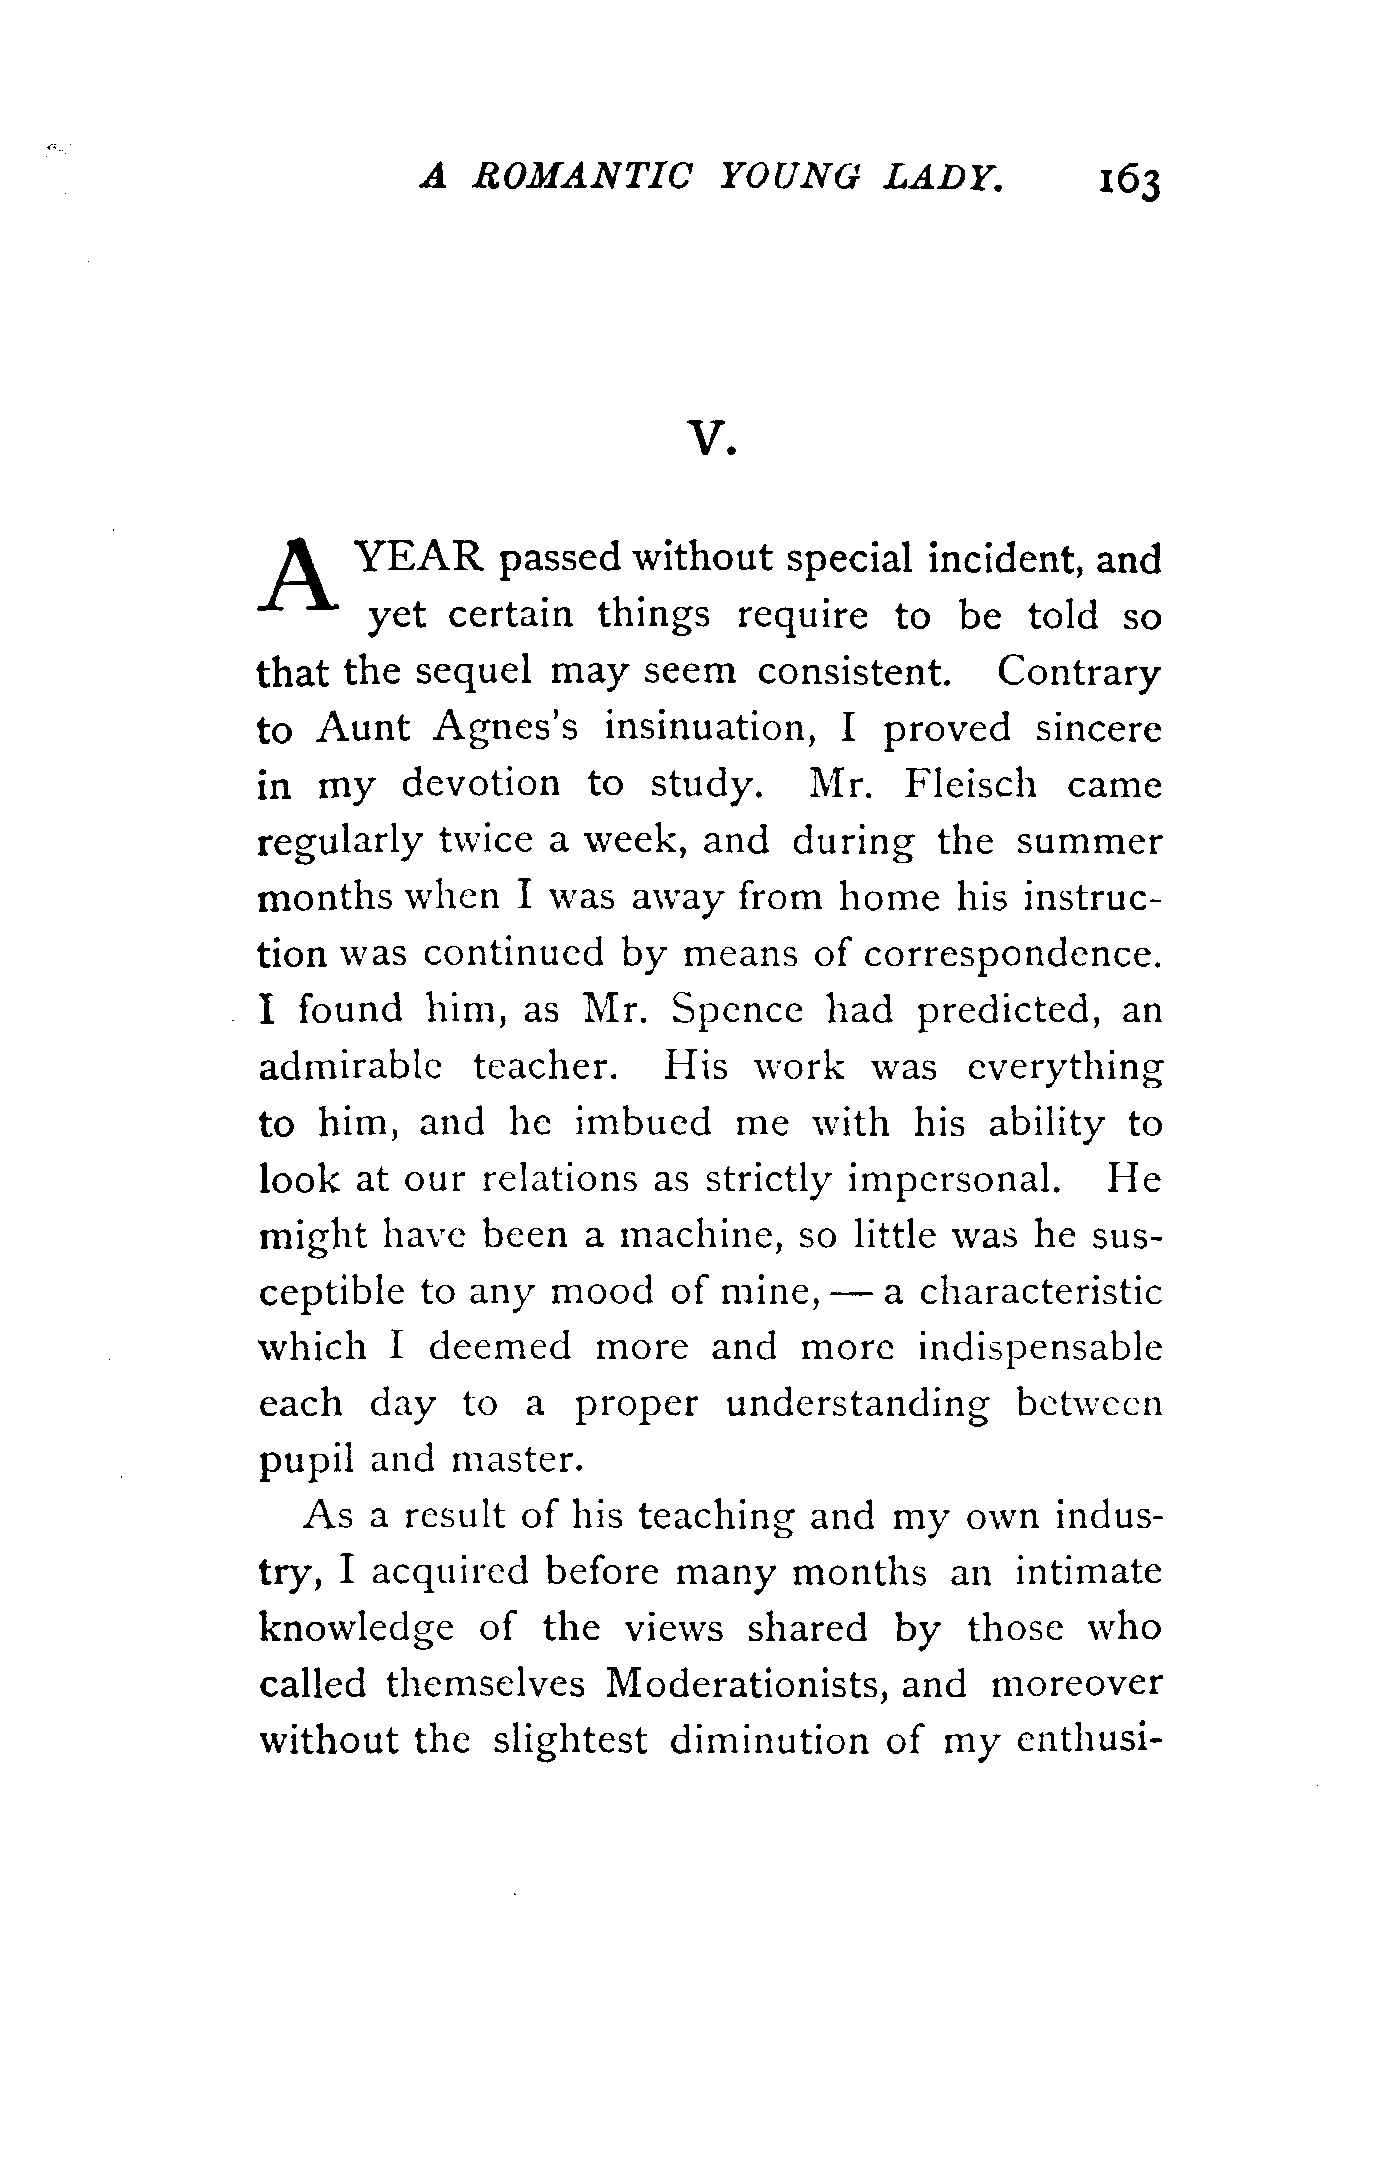 A ROMANTIC YOUNG LADY. 163
V.
A YEAR passed without special incident, and
yet certain things require to be told so
that the sequel may seem consistent. Contrary
to Aunt Agnes's insinuation, I proved sincere
in my devotion to study. Mr. Fleisch came
regularly twice a week, and during the summer
months when I was away from home his instruc-
tion was continued by means of correspondence.
I found him, as Mr. Spence had predicted, an
admirable teacher. His work was everything
to him, and he imbued me with his ability to
look at our relations as strictly impersonal. He
might have been a machine, so little was he sus-
ceptible to any mood of mine, — a characteristic
which I deemed more and more indispensable
each day to a proper understanding between
pupil and master.
As a result of his teaching and my own indus-
try, I acquired before many months an intimate
knowledge of the views shared by those who
called themselves Moderationists, and moreover
without the slightest diminution of my enthusi-